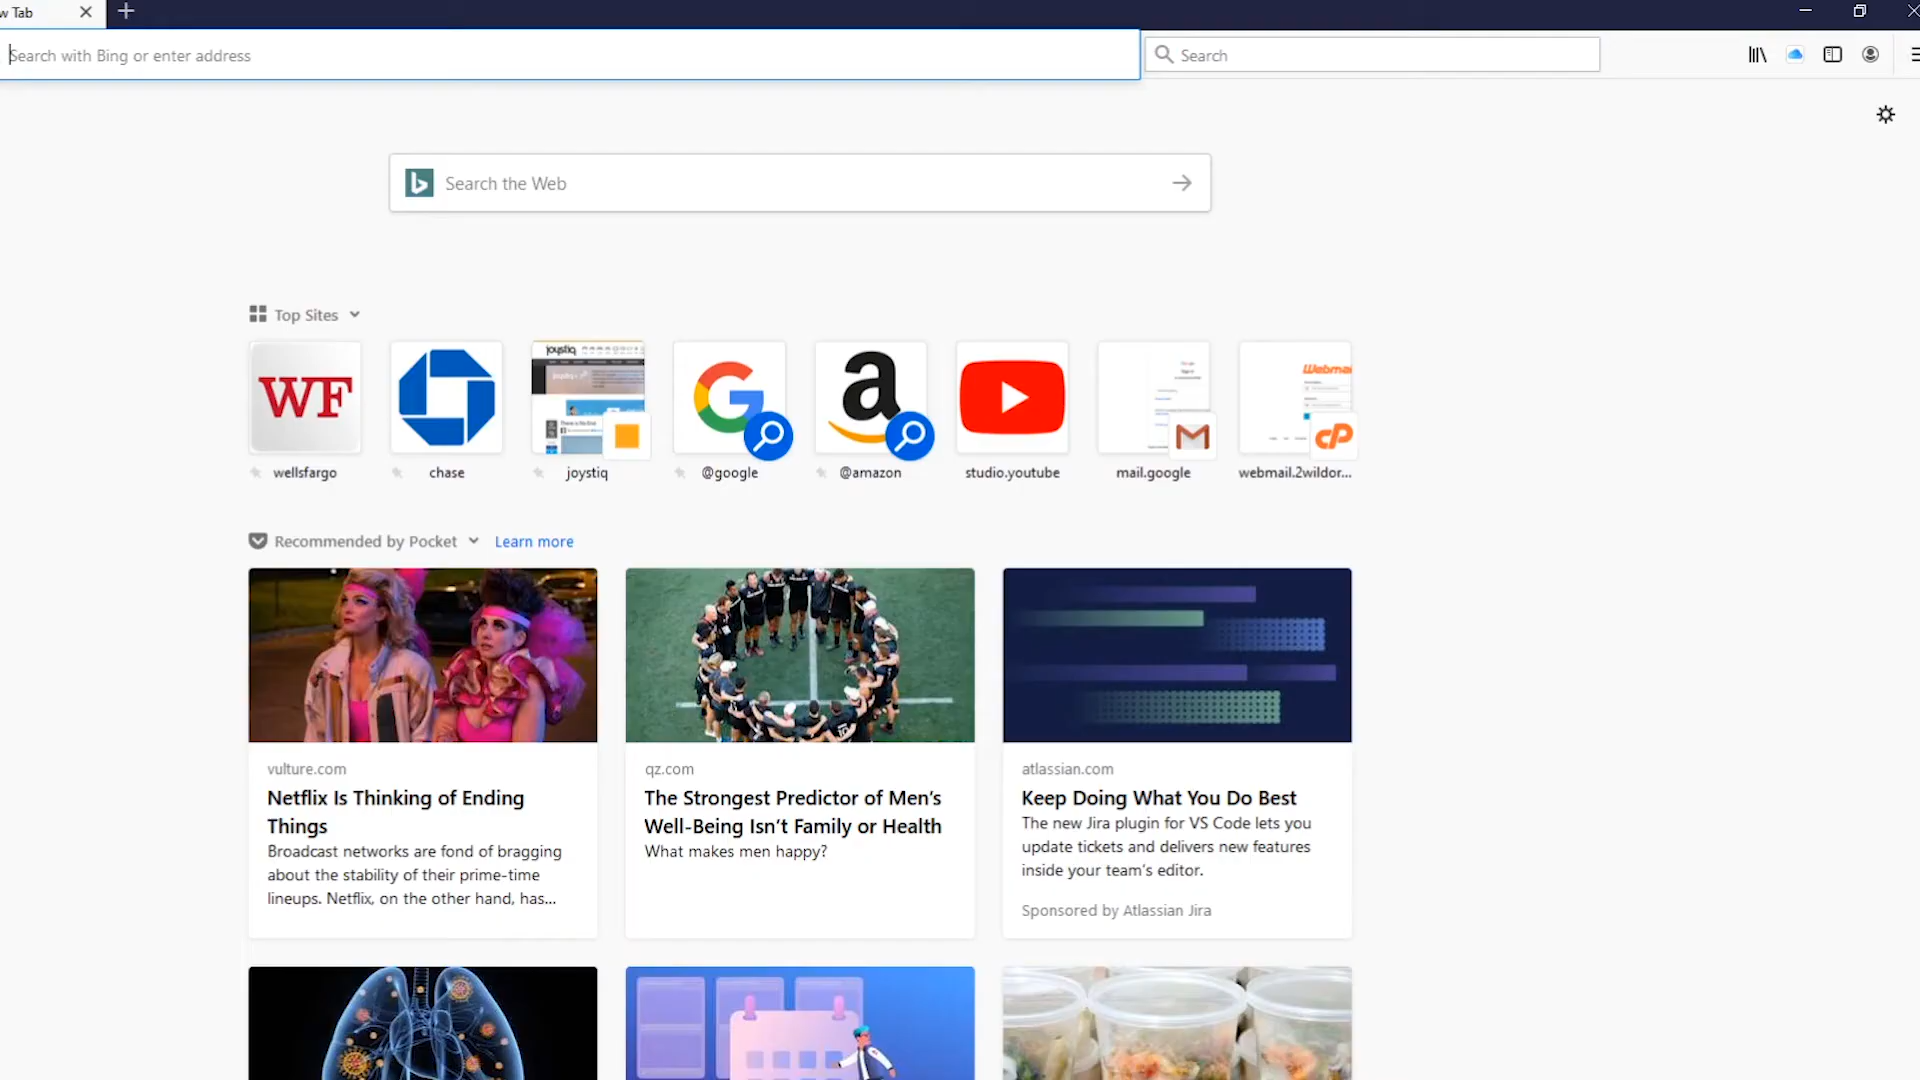 w Tab
Search with Bing or enter address
Search
Search the Web
Top Sites
WF
joystiq
Webmai
cP
wellsfargo
chase
joystiq
@google
@amazon
studio.youtube
mail.google
webmail.2wildor...
Recommended by Pocket
Learn more
vulture.com
Netflix Is Thinking of Ending
Things
Broadcast networks are fond of bragging
about the stability of their prime-time
lineups. Netflix, on the other hand, has...
qz.com
The Strongest Predictor of Men’s
Well-Being Isn’t Family or Health
What makes men happy?
atlassian.com
Keep Doing What You Do Best
The new Jira plugin for VS Code lets you
update tickets and delivers new features
inside your team’s editor.
Sponsored by Atlassian Jira